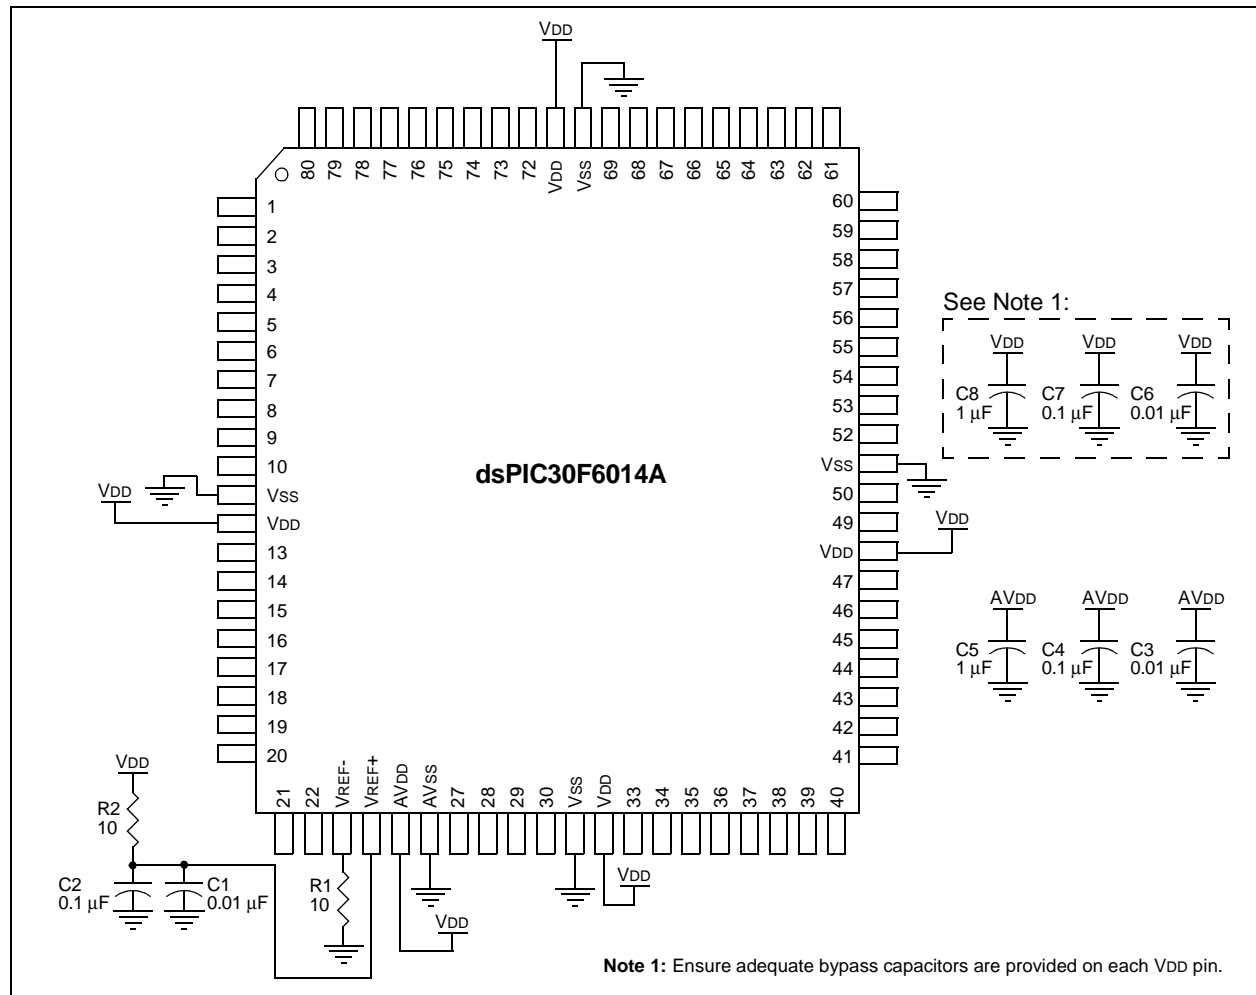 VDD
80 79 78 77 76 75 74 73 72 VDD VSS 69 68 67 66 65 64 63 62 61
1
2
3
4
5
6
7
8
9
10
VSS
VDD
VDD
13
14
15
16
17
18
19
20
dsPIC30F6014A
60
59
58
57
56
55
54
53
52
VSS
50
49
VDD
VDD
47
46
45
44
43
42
41
See Note 1:
VDD VDD VDD
C8 C7 C6
1 µF 0.1 µF 0.01 µF
AVDD AVDD AVDD
C5 C4 C3
1 µF 0.1 µF 0.01 µF
21 22 VREF- VREF+ AVDD AVSS 27 28 29 30 VSS VDD 33 34 35 36 37 38 39 40
VDD
R2
10
C2 C1
0.1 µF 0.01 µF
R1
10
VDD
VDD
Note 1: Ensure adequate bypass capacitors are provided on each VDD pin.